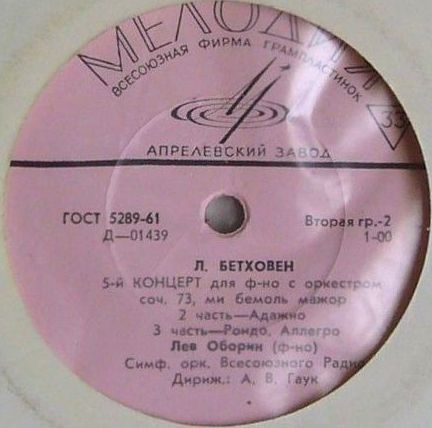 МЕЛОДИЯ
ВСЕСОЮЗНАЯ ФИРМА ГРАМПЛАСТИНОК
33
АПРЕЛЕВСКИЙ ЗАВОД
ГОСТ 5289-61
Д—01439
Вторая гр.-2
1-00
Л. БЕТХОВЕН
5-й КОНЦЕРТ для ф-но с оркестром
соч. 73, ми бемоль мажор
2 часть—Адажио
3 часть—Рондо, Аллегро
Лев Оборин (ф-но)
Симф. орк. Всесоюзного Радио
Дириж.: А. В. Гаук